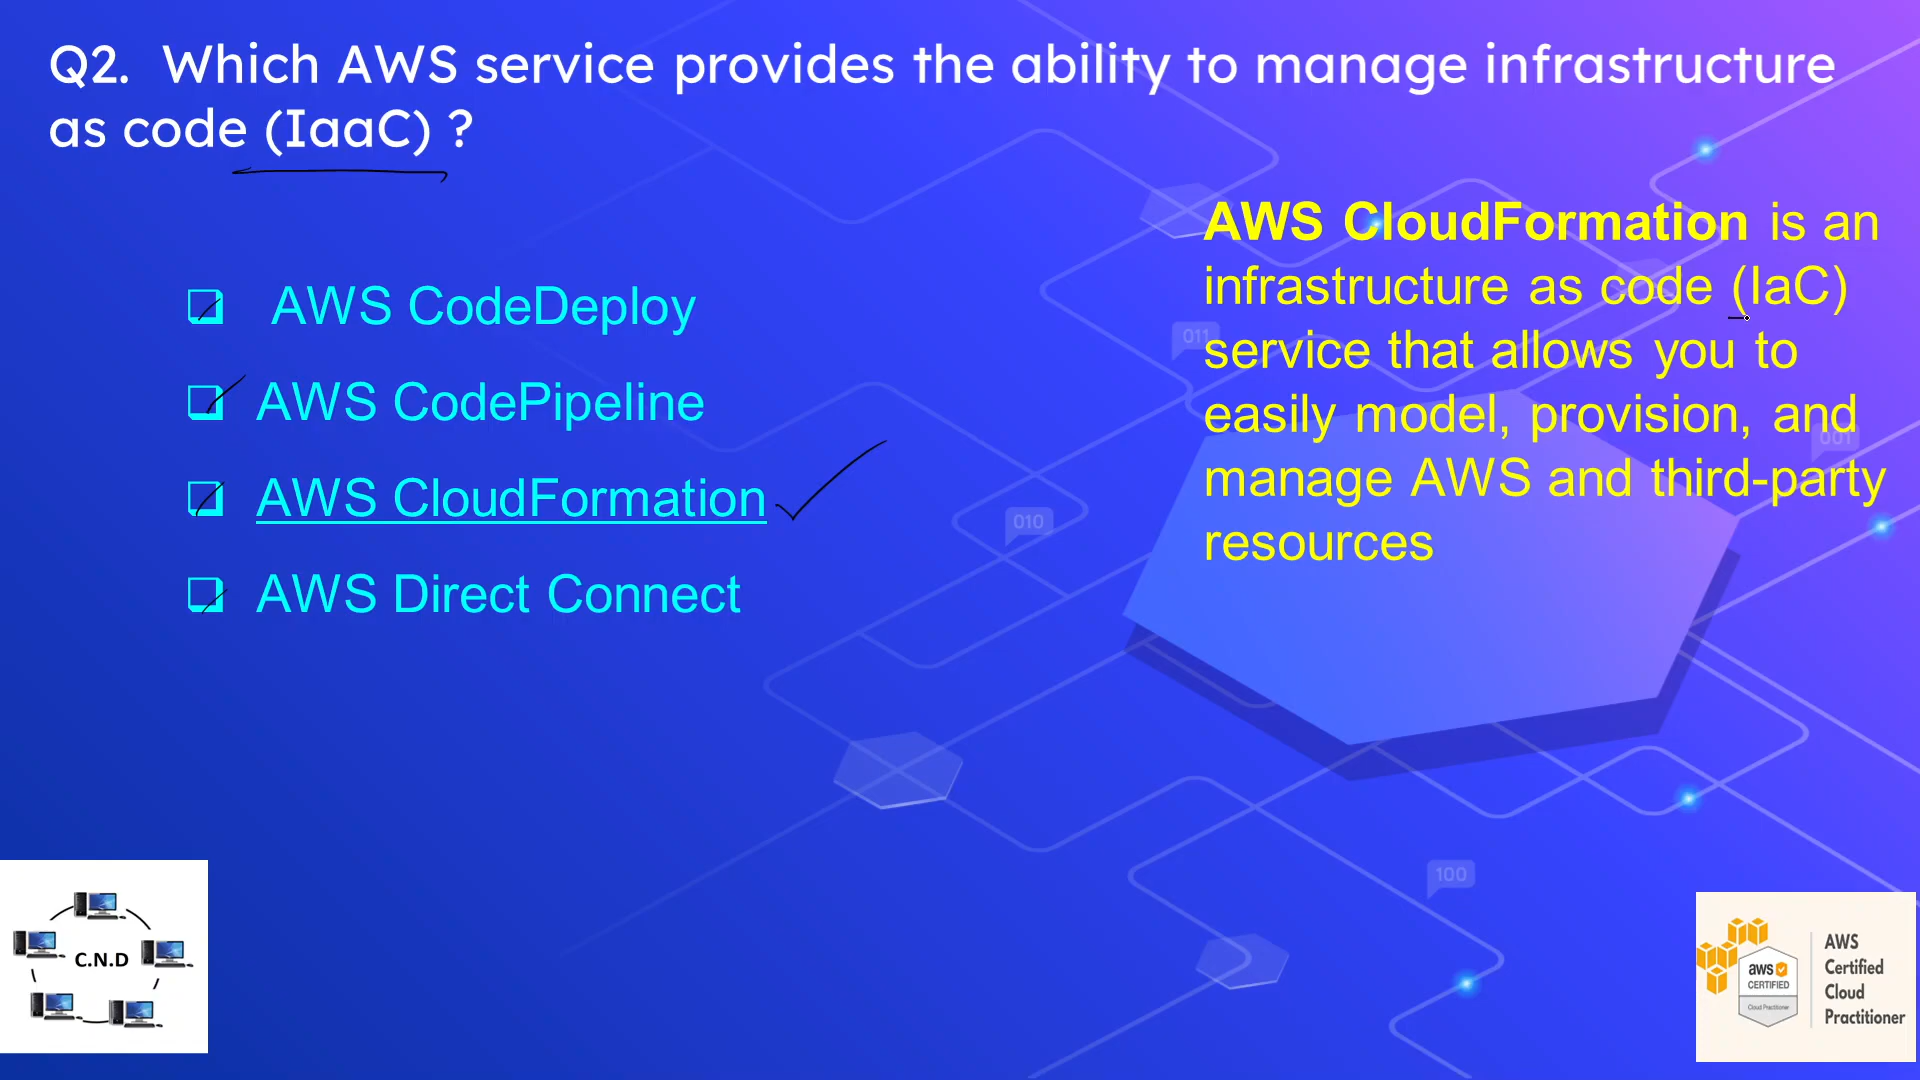 Q2. Which AWS service provides the ability to manage infrastructure
as code (IaaC) ?
AWS CodeDeploy
AWS CodePipeline
AWS CloudFormation
AWS Direct Connect
AWS CloudFormation is an
infrastructure as code (IaC)
service that allows you to
easily model, provision, and
manage AWS and third-party
resources
011
001
010
100
C.N.D
aws
CERTIFIED
Cloud Practitioner
AWS
Certified
Cloud
Practitioner